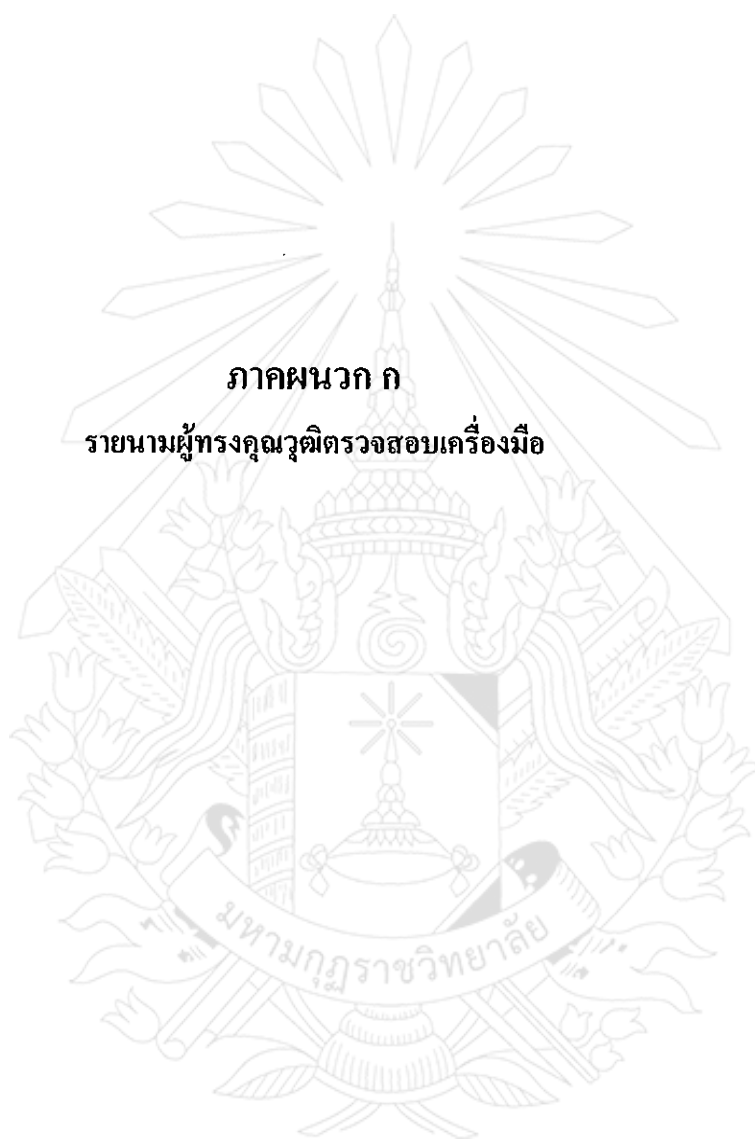 ภาคผนวก ก
รายนามผู้ทรงคุณวุฒิตรวจสอบเครื่องมือ
มหามกุฏราชวิทยาลัย